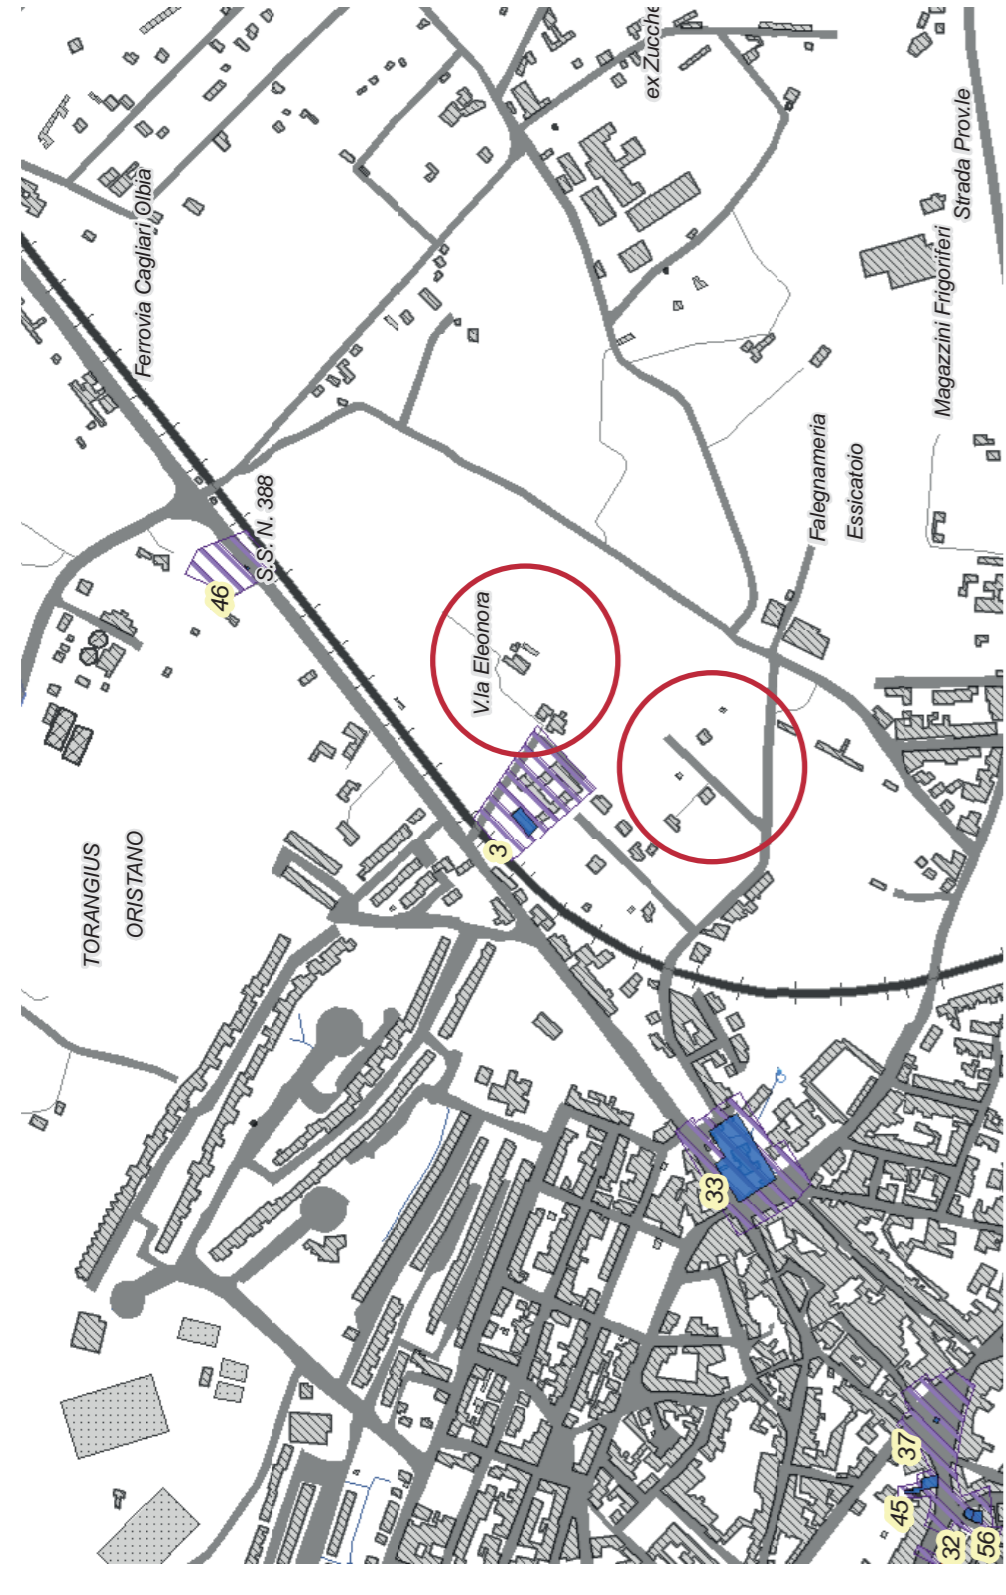 ex Zucche
Ferrovia Cagliari Olbia
Strada Prov.le
Magazzini Frigoriferi
Falegnameria
Essicatoio
S.S. N. 388
46
V.la Eleonora
TORANGIUS
ORISTANO
3
33
37
45
32
56